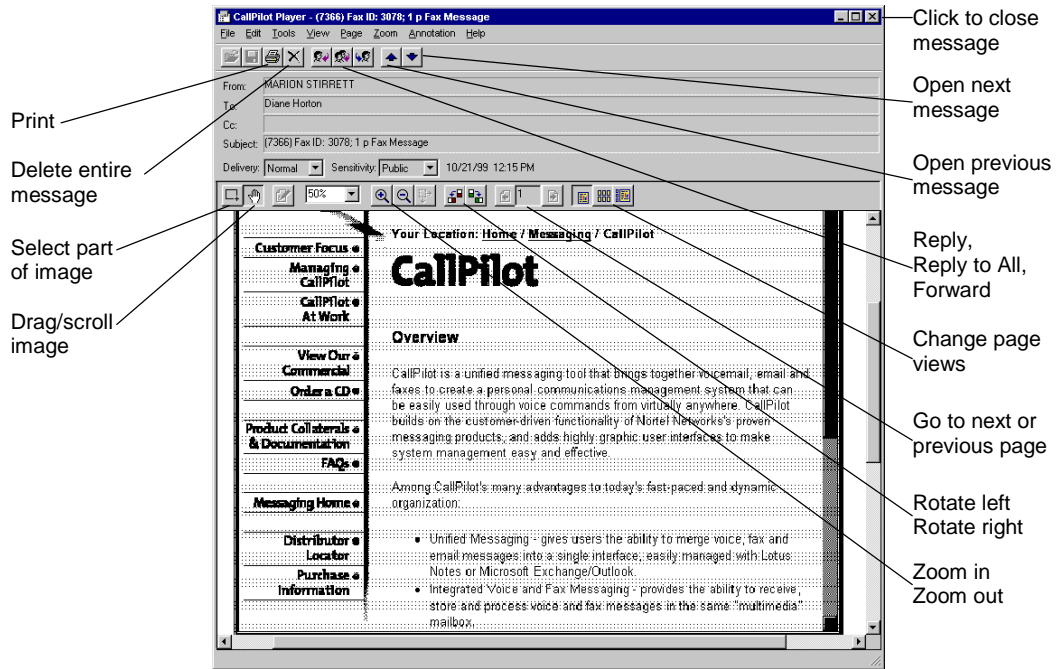 CallPilot Player - (7366) Fax ID: 3078; 1 p Fax Message
File Edit Tools View Page Zoom Annotation Help
From: MARION STIRRETT
To: Diane Horton
Cc:
Subject: (7366) Fax ID: 3078; 1 p Fax Message
Delivery: Normal Sensitivity: Public 10/21/99 12:15 PM
50% 1
Print
Delete entire
message
Select part
of image
Drag/scroll
image
Customer Focus
Managing
CallPilot
CallPilot
At Work
View Our
Commercial
Order a CD
Product Collaterals
& Documentation
FAQs
Messaging Home
Distributor
Locator
Purchase
Information
Your Location: Home / Messaging / CallPilot
CallPilot
Overview
CallPilot is a unified messaging tool that brings together voicemail, email and
faxes to create a personal communications management system that can
be easily used through voice commands from virtually anywhere. CallPilot
builds on the customer-driven functionality of Nortel Networks's proven
messaging products, and adds highly graphic user interfaces to make
system management easy and effective.
Among CallPilot's many advantages to today's fast-paced and dynamic
organization:
• Unified Messaging - gives users the ability to merge voice, fax and
email messages into a single interface, easily managed with Lotus
Notes or Microsoft Exchange/Outlook.
• Integrated Voice and Fax Messaging - provides the ability to receive,
store and process voice and fax messages in the same "multimedia"
mailbox.
Click to close
message
Open next
message
Open previous
message
Reply,
Reply to All,
Forward
Change page
views
Go to next or
previous page
Rotate left
Rotate right
Zoom in
Zoom out